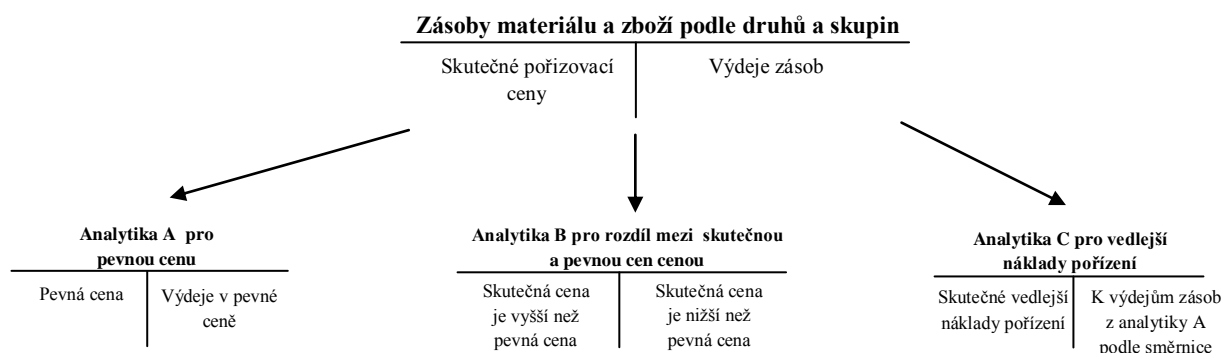 Zásoby materiálu a zboží podle druhů a skupin
Skutečné pořizovací
ceny
Výdeje zásob
Analytika A pro
pevnou cenu
Pevná cena
Výdeje v pevné
ceně
Analytika B pro rozdíl mezi skutečnou
a pevnou cen cenou
Skutečná cena
je vyšší než
pevná cena
Skutečná cena
je nižší než
pevná cena
Analytika C pro vedlejší
náklady pořízení
Skutečné vedlejší
náklady pořízení
K výdejům zásob
z analytiky A
podle směrnice